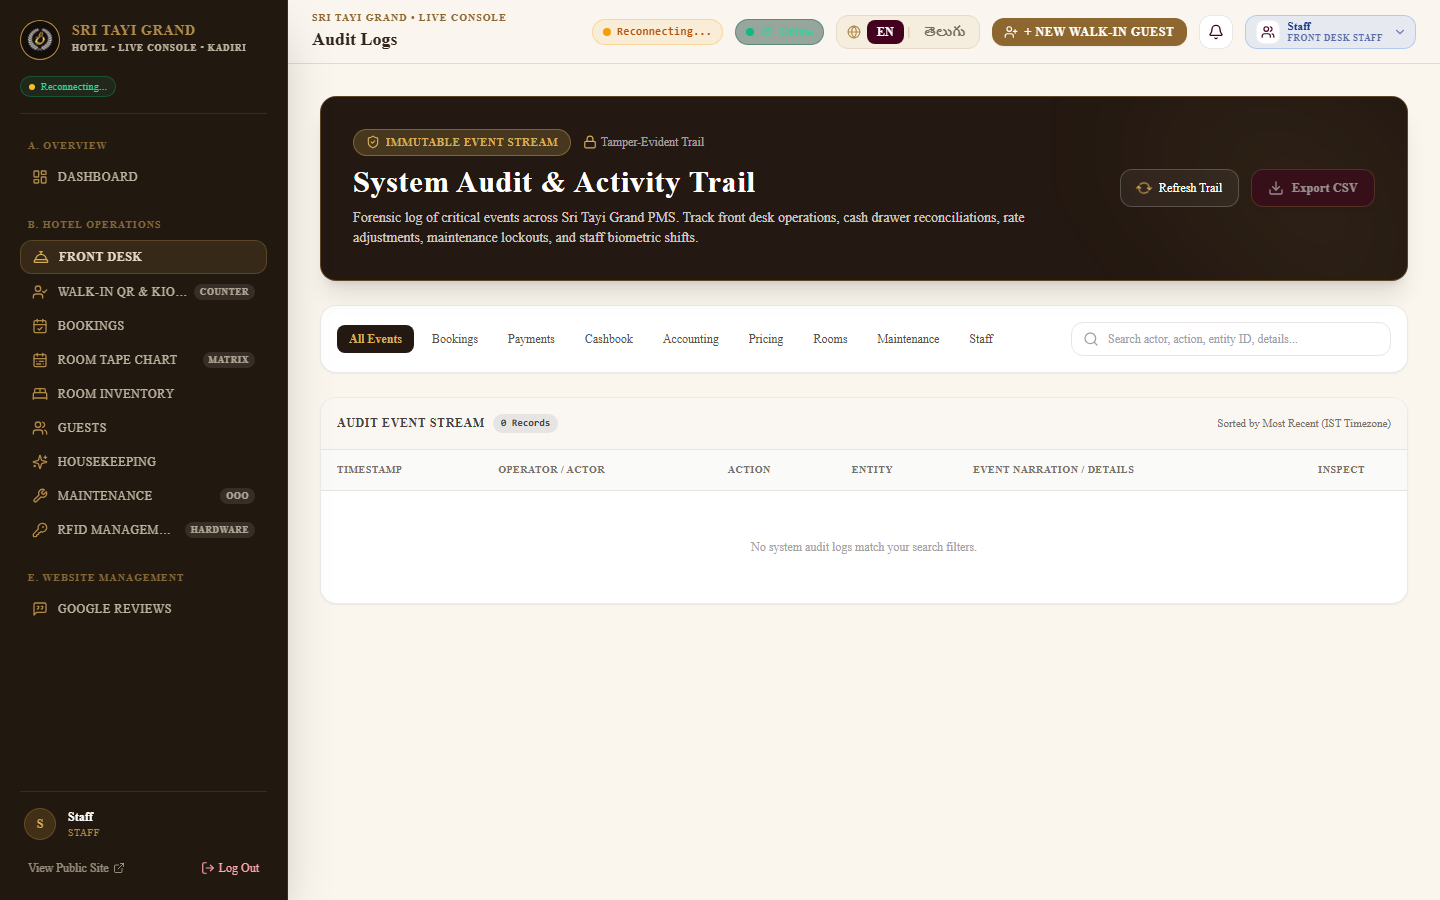 SRI TAYI GRAND
HOTEL • LIVE CONSOLE • KADIRI
Reconnecting...
A. OVERVIEW
DASHBOARD
B. HOTEL OPERATIONS
FRONT DESK
WALK-IN QR & KIO... COUNTER
BOOKINGS
ROOM TAPE CHART MATRIX
ROOM INVENTORY
GUESTS
HOUSEKEEPING
MAINTENANCE OOO
RFID MANAGEM... HARDWARE
E. WEBSITE MANAGEMENT
GOOGLE REVIEWS
S
Staff
STAFF
View Public Site
Log Out
SRI TAYI GRAND • LIVE CONSOLE
Audit Logs
Reconnecting...
EN
తెలుగు
+ NEW WALK-IN GUEST
Staff
FRONT DESK STAFF
IMMUTABLE EVENT STREAM
Tamper-Evident Trail
System Audit & Activity Trail
Forensic log of critical events across Sri Tayi Grand PMS. Track front desk operations, cash drawer reconciliations, rate
adjustments, maintenance lockouts, and staff biometric shifts.
Refresh Trail
Export CSV
All Events Bookings Payments Cashbook Accounting Pricing Rooms Maintenance Staff
Search actor, action, entity ID, details...
AUDIT EVENT STREAM 0 Records
Sorted by Most Recent (IST Timezone)
TIMESTAMP OPERATOR / ACTOR ACTION ENTITY EVENT NARRATION / DETAILS INSPECT
No system audit logs match your search filters.